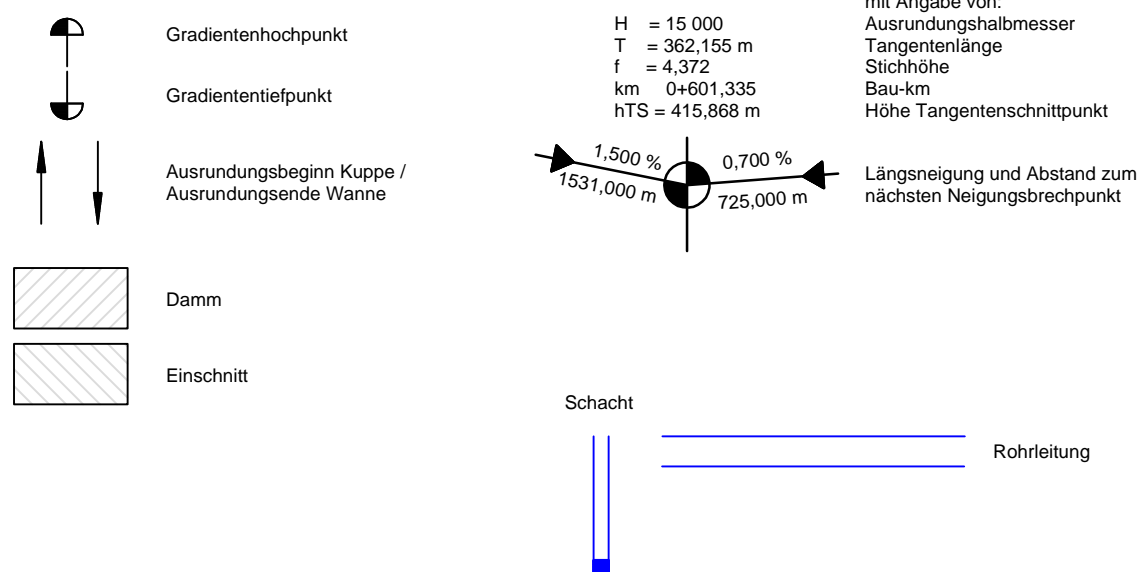 mit Angabe von:
H = 15 000 Ausrundungshalbmesser
T = 362,155 m Tangentenlänge
f = 4,372 Stichhöhe
km 0+601,335 Bau-km
hTS = 415,868 m Höhe Tangentenschnittpunkt
Gradientenhochpunkt
Gradiententiefpunkt
Ausrundungsbeginn Kuppe /
Ausrundungsende Wanne
1,500 %
1531,000 m
0,700 %
725,000 m
Längsneigung und Abstand zum
nächsten Neigungsbrechpunkt
Damm
Einschnitt
Schacht
Rohrleitung